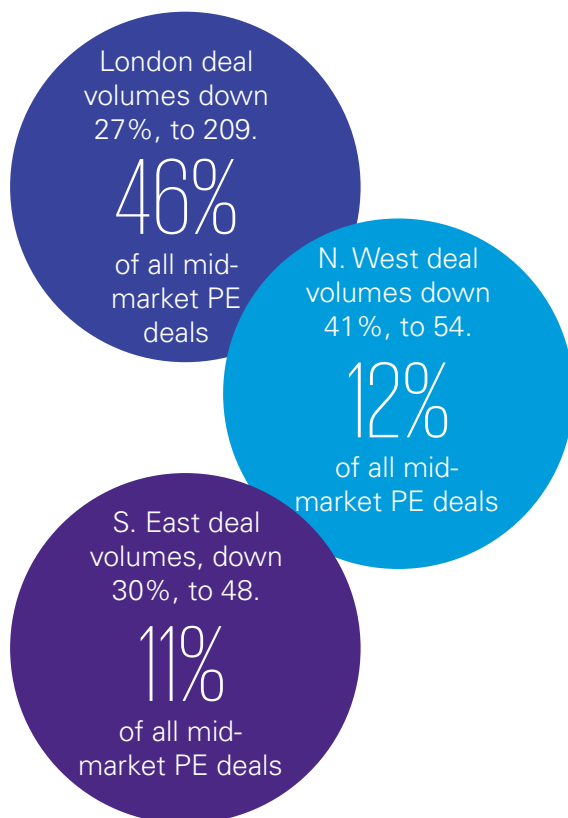 London deal
volumes down
27%, to 209.
46%
of all mid-
market PE
deals
N. West deal
volumes down
41%, to 54.
12%
of all mid-
market PE deals
S. East deal
volumes, down
30%, to 48.
11%
of all mid-
market PE deals